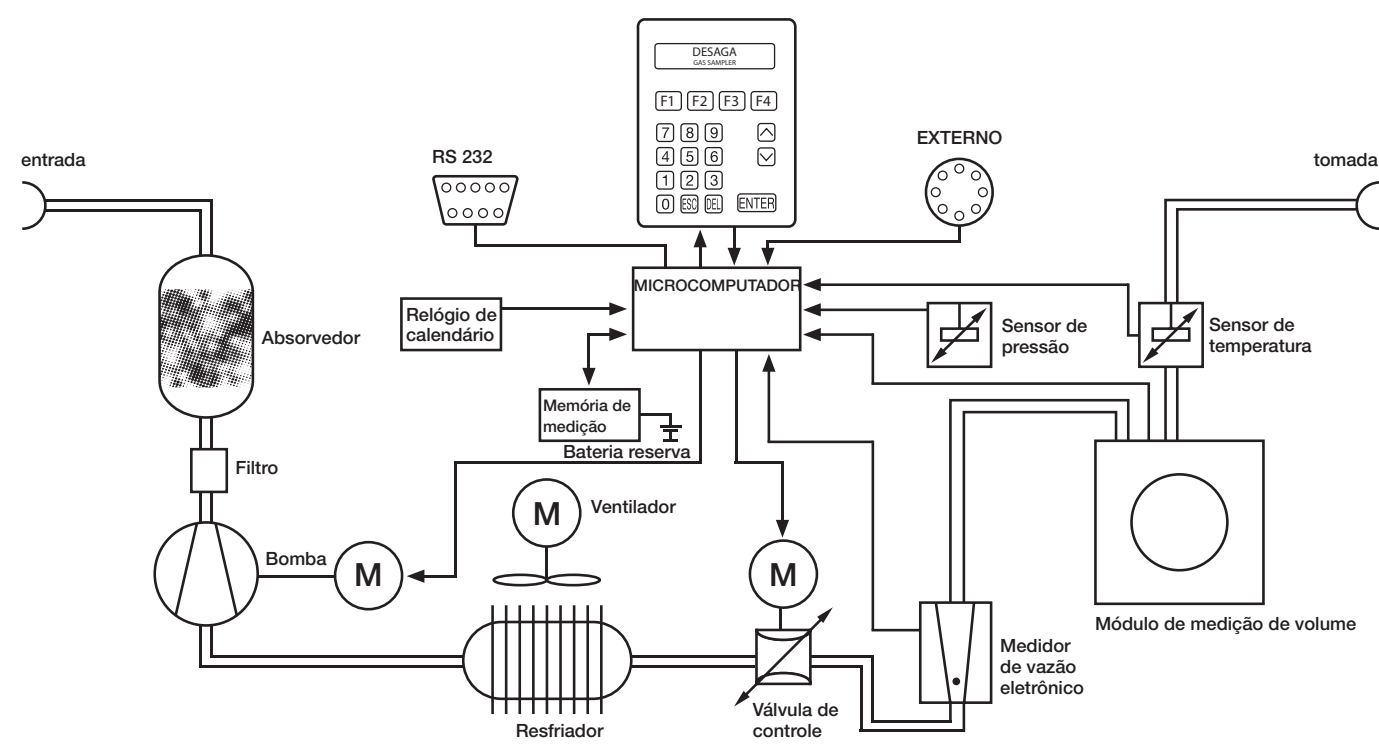 DESAGA
GAS SAMPLER
F1 F2 F3 F4
7 8 9
4 5 6
1 2 3
0 ESC DEL ENTER
entrada
RS 232
EXTERNO
tomada
MICROCOMPUTADOR
Relógio de
calendário
Absorvedor
Sensor de
pressão
Sensor de
temperatura
Memória de
medição
Bateria reserva
Filtro
M
Ventilador
Bomba
M
M
Módulo de medição de volume
Medidor
de vazão
eletrônico
Válvula de
controle
Resfriador